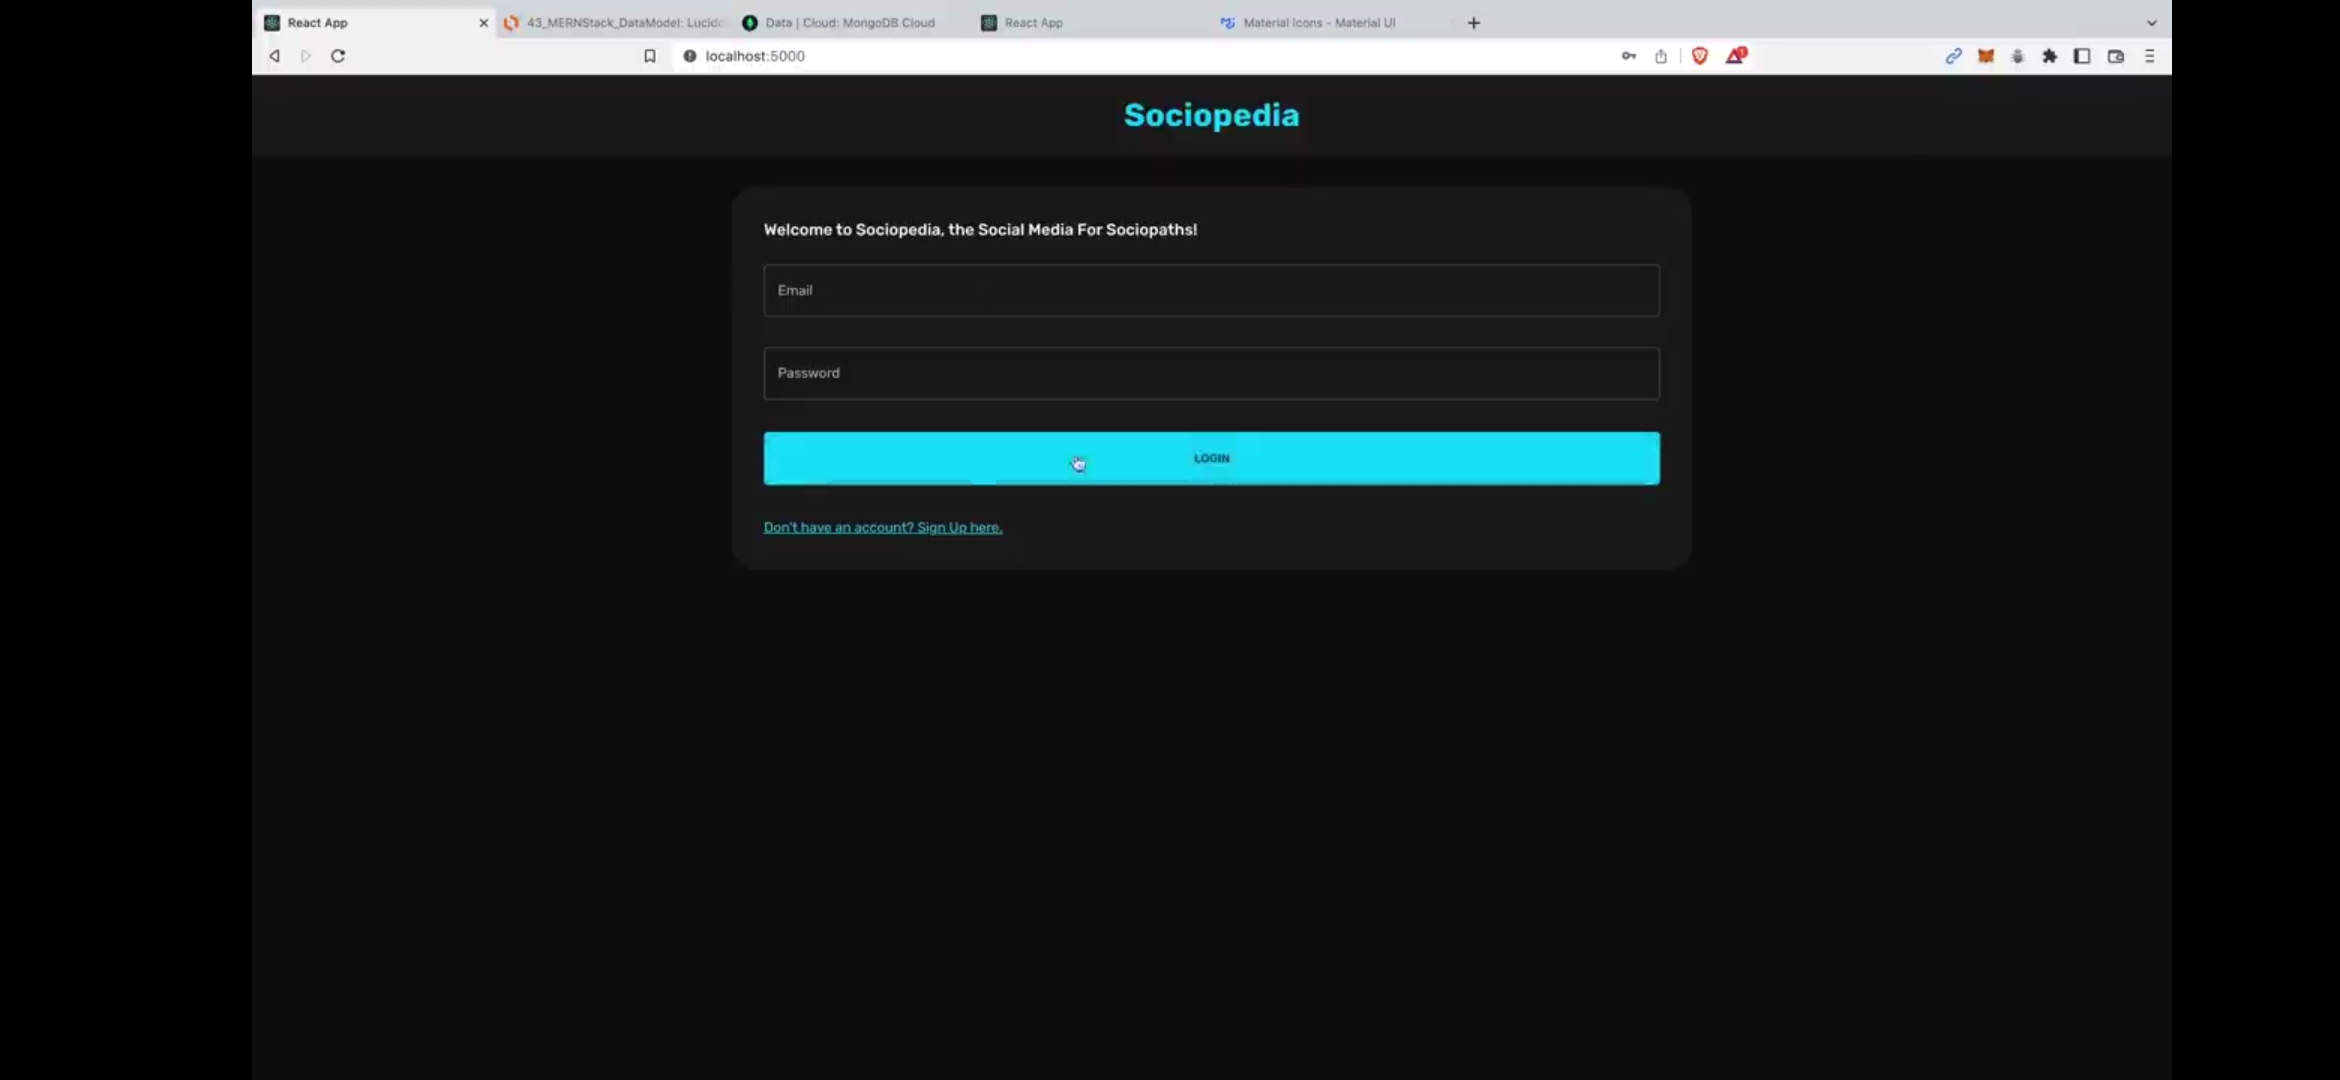 React App
43_MERNStack_DataModel: Lucid
Data | Cloud: MongoDB Cloud
React App
Material Icons - Material UI
localhost:5000
Sociopedia
Welcome to Sociopedia, the Social Media For Sociopaths!
Email
Password
LOGIN
Don't have an account? Sign Up here.